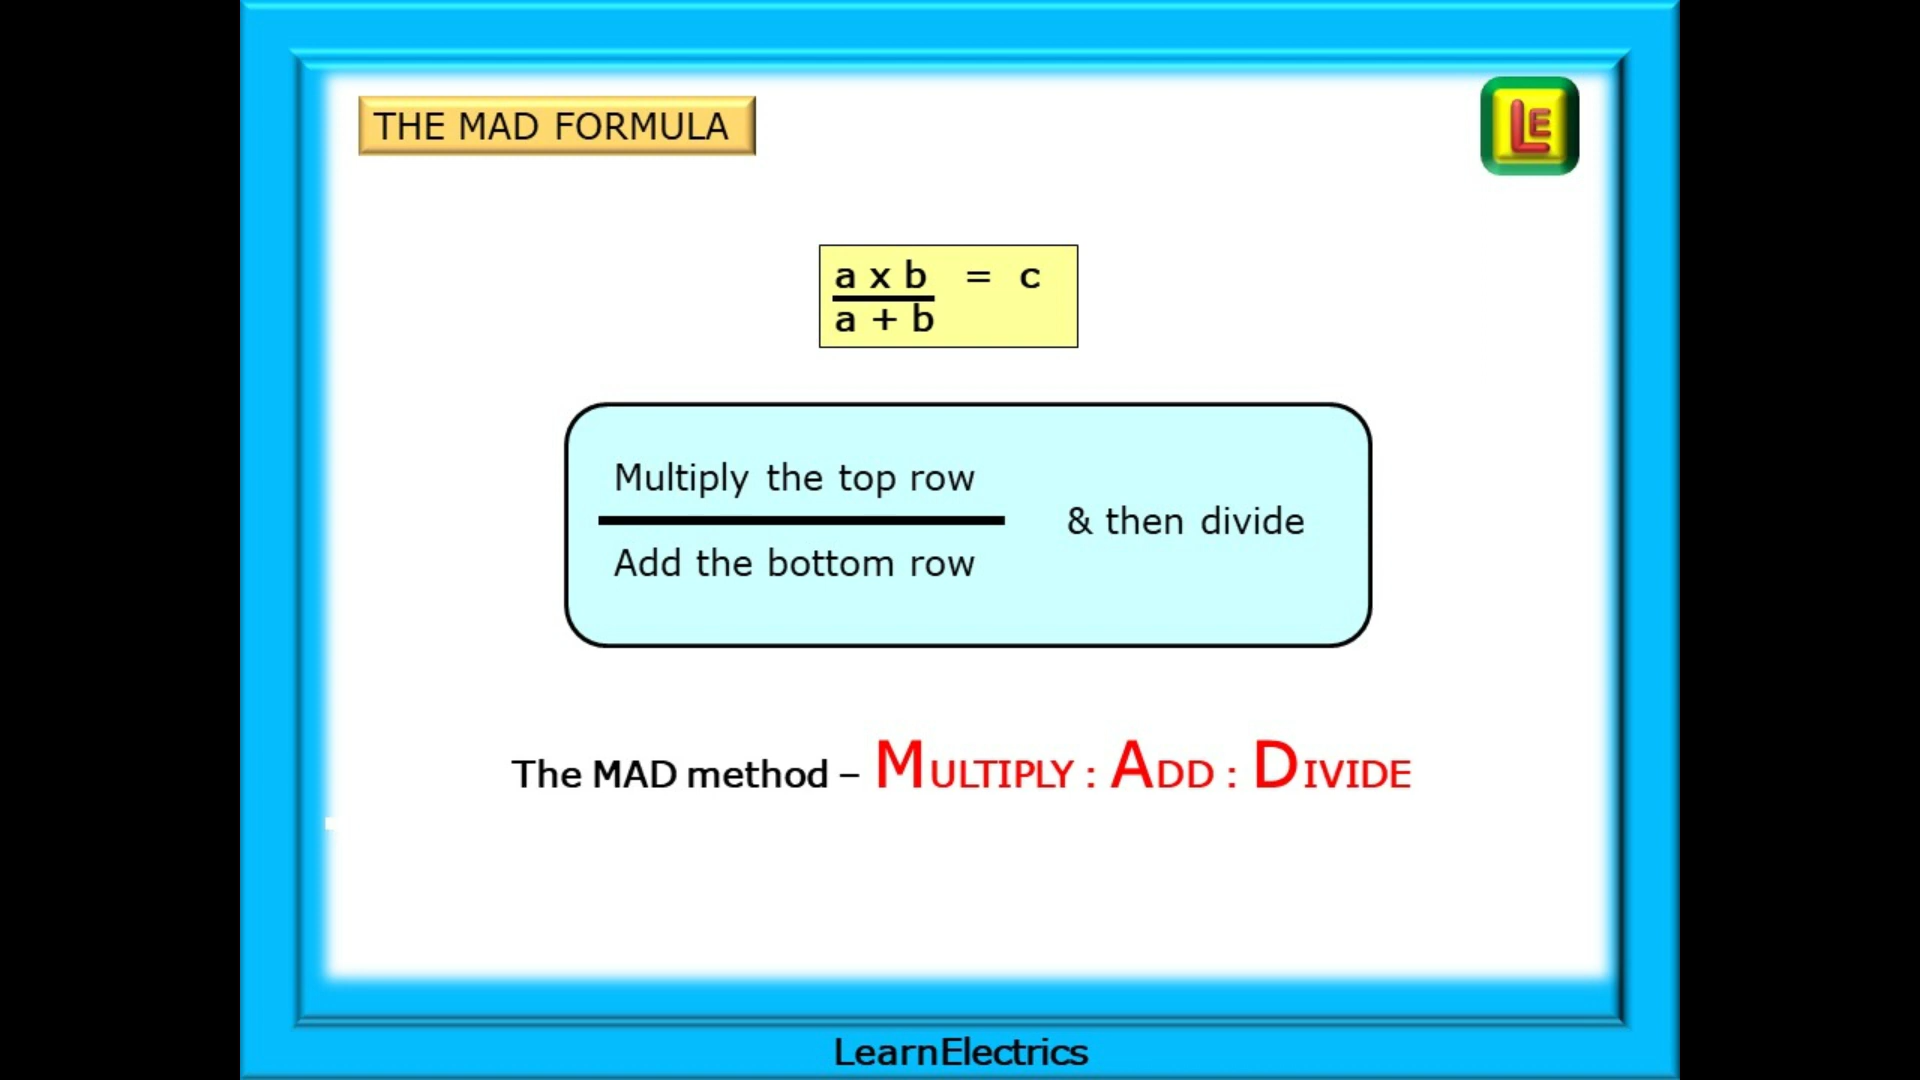 THE MAD FORMULA
LE
a x b = c
a + b
Multiply the top row
& then divide
Add the bottom row
The MAD method – MULTIPLY : ADD : DIVIDE
LearnElectrics